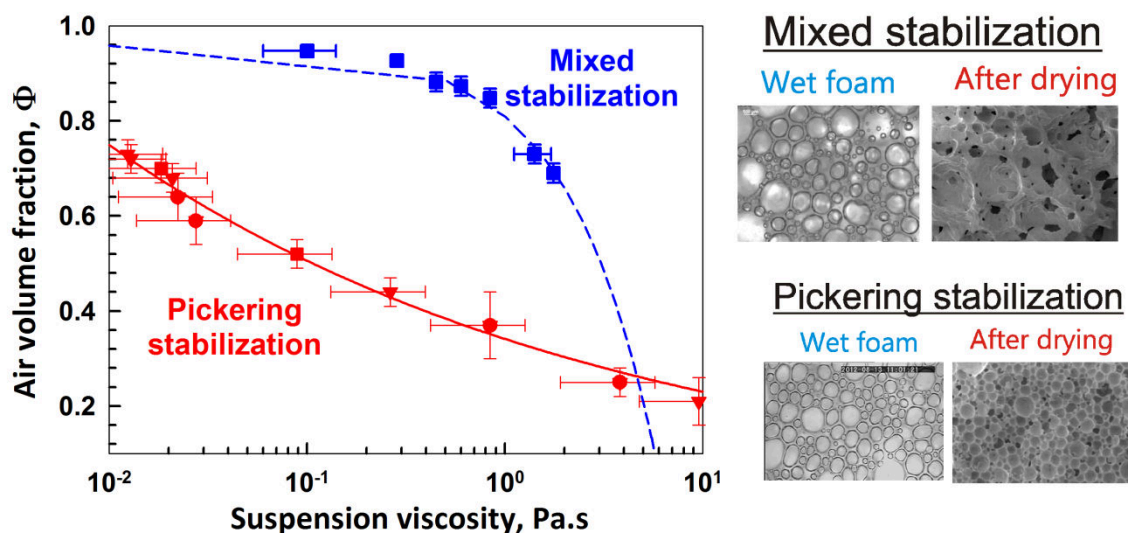 1.0
0.8
0.6
0.4
0.2
Air volume fraction, Φ
Mixed
stabilization
Pickering
stabilization
10⁻² 10⁻¹ 10⁰ 10¹
Suspension viscosity, Pa.s
Mixed stabilization
Wet foam After drying
Pickering stabilization
Wet foam After drying